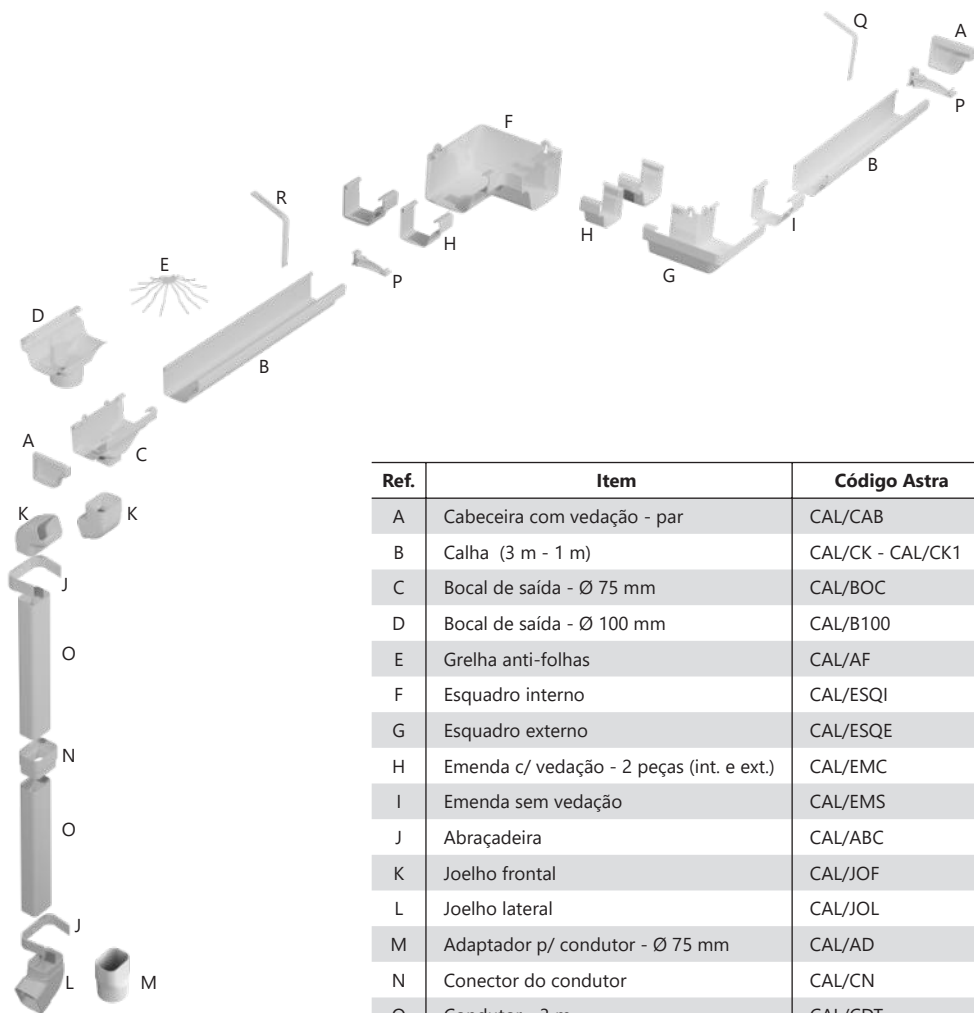 Q
A
P
F
B
R
H
I
H
G
E
P
D
B
A
C
K
K
J
O
N
O
J
L
M
Ref. Item Código Astra
A Cabeceira com vedação - par CAL/CAB
B Calha (3 m - 1 m) CAL/CK - CAL/CK1
C Bocal de saída - Ø 75 mm CAL/BOC
D Bocal de saída - Ø 100 mm CAL/B100
E Grelha anti-folhas CAL/AF
F Esquadro interno CAL/ESQI
G Esquadro externo CAL/ESQE
H Emenda c/ vedação - 2 peças (int. e ext.) CAL/EMC
I Emenda sem vedação CAL/EMS
J Abraçadeira CAL/ABC
K Joelho frontal CAL/JOF
L Joelho lateral CAL/JOL
M Adaptador p/ condutor - Ø 75 mm CAL/AD
N Conector do condutor CAL/CN